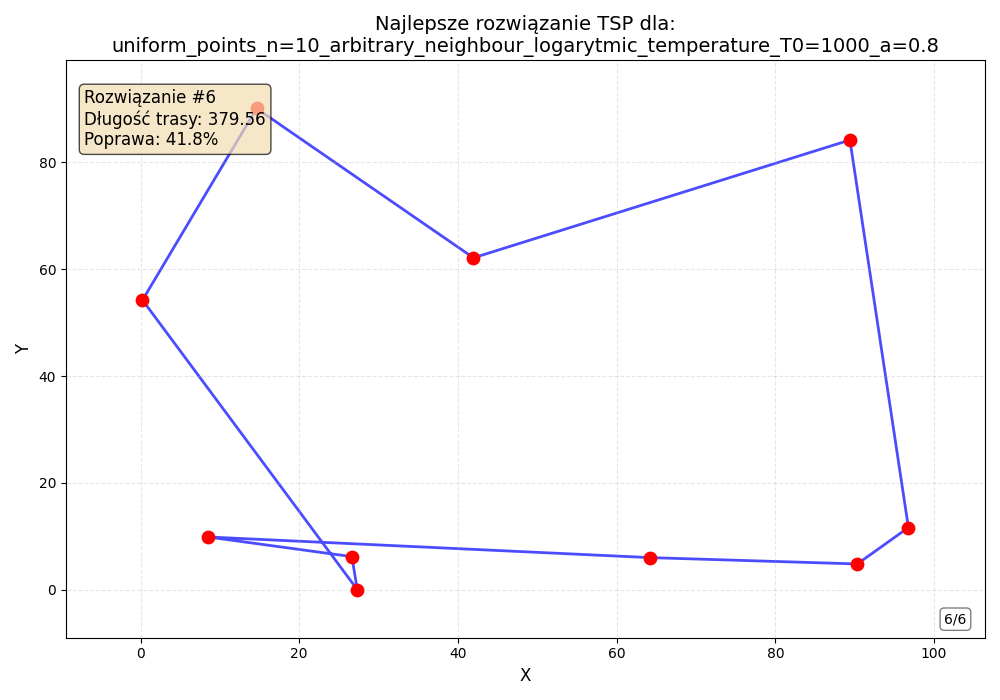 Najlepsze rozwiązanie TSP dla:
uniform_points_n=10_arbitrary_neighbour_logarytmic_temperature_T0=1000_a=0.8
Rozwiązanie #6
Długość trasy: 379.56
Poprawa: 41.8%
80
60
40
20
0
Y
6/6
0 20 40 60 80 100
X